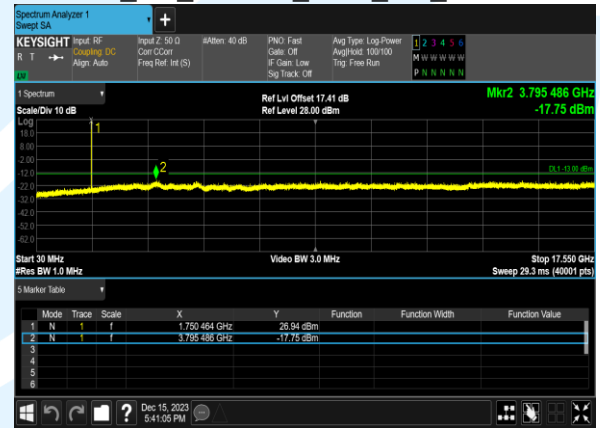 Spectrum Analyzer 1
Swept SA
KEYSIGHT Input: RF Input Z: 50 Ω #Atten: 40 dB PNO: Fast Avg Type: Log-Power 1 2 3 4 5 6
R T Coupling: DC Corr CCorr Gate: Off Avg|Hold: 100/100 M W W W W W
Align: Auto Freq Ref: Int (S) IF Gain: Low Trig: Free Run P N N N N N
Sig Track: Off
LV
1 Spectrum Ref Lvl Offset 17.41 dB Mkr2 3.795 486 GHz
Scale/Div 10 dB Ref Level 28.00 dBm -17.75 dBm
Log
18.0
1
8.00
-2.00
-12.0 2 DL1 -13.00 dBm
-22.0
-32.0
-42.0
-52.0
-62.0
Start 30 MHz Video BW 3.0 MHz Stop 17.550 GHz
#Res BW 1.0 MHz Sweep 29.3 ms (40001 pts)
5 Marker Table
Mode Trace Scale X Y Function Function Width Function Value
1 N 1 f 1.750 464 GHz 26.94 dBm
2 N 1 f 3.795 486 GHz -17.75 dBm
3
4
5
6
? Dec 15, 2023
5:41:05 PM